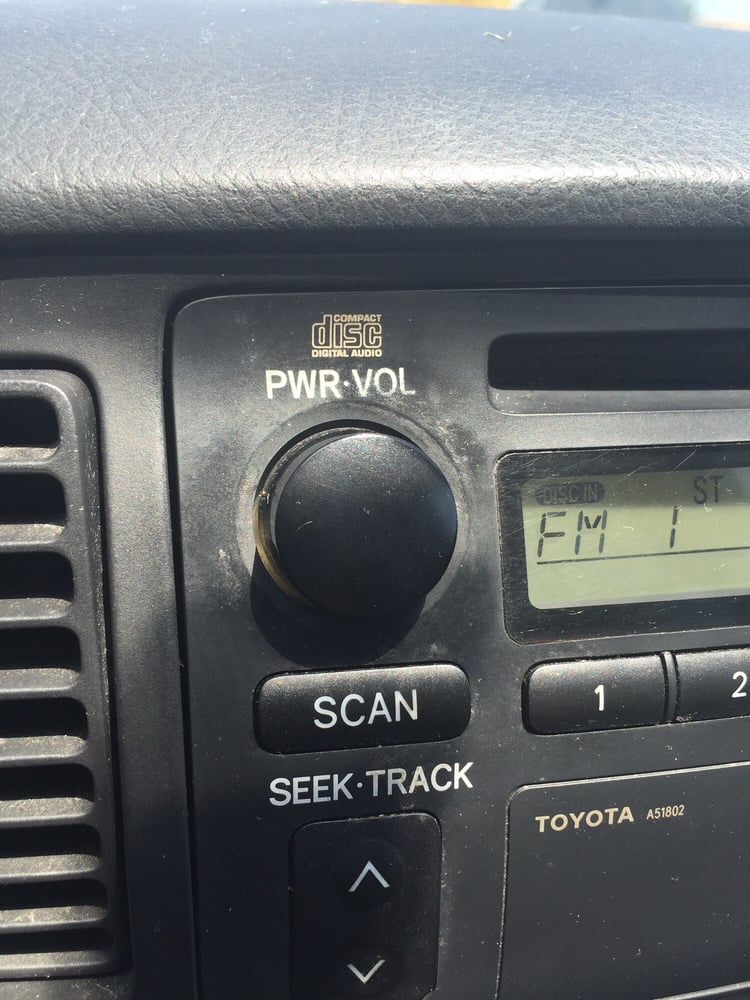 COMPACT
disc
DIGITAL AUDIO
PWR·VOL
DISC IN
ST
FM 1
SCAN
1
2
SEEK·TRACK
TOYOTA A51802